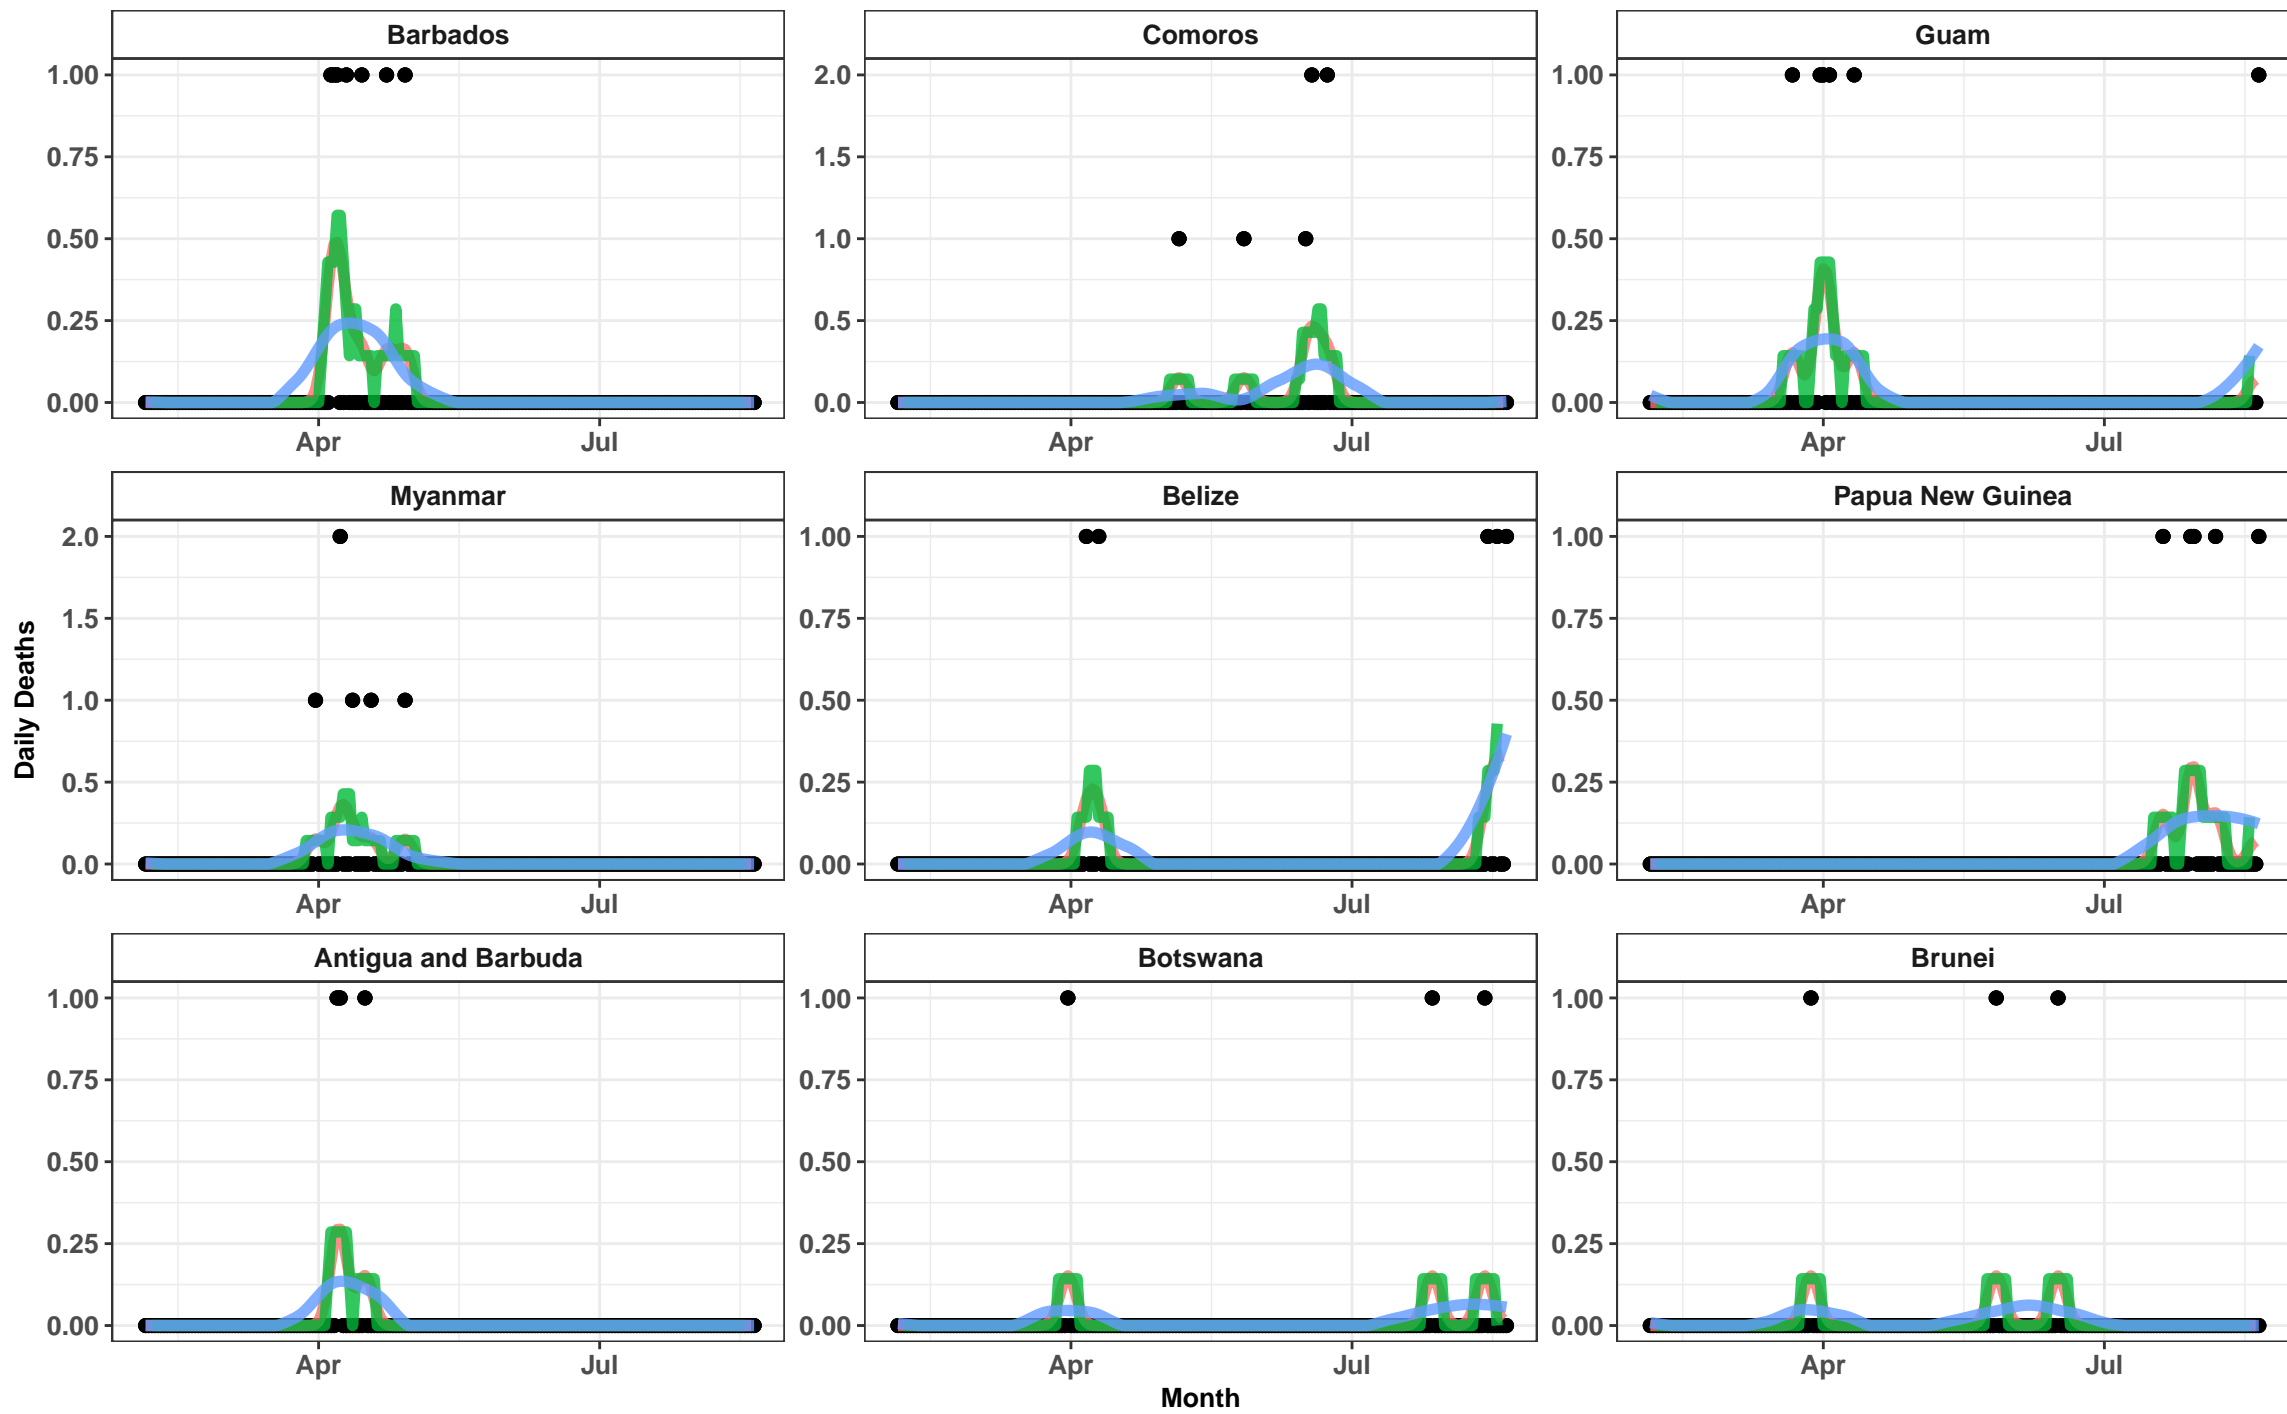 Barbados Comoros Guam
1.00 2.0 1.00
0.75 1.5 0.75
0.50 1.0 0.50
0.25 0.5 0.25
0.00 0.0 0.00
Apr Jul Apr Jul Apr Jul
Myanmar Belize Papua New Guinea
2.0 1.00 1.00
1.5 0.75 0.75
1.0 0.50 0.50
0.5 0.25 0.25
0.0 0.00 0.00
Apr Jul Apr Jul Apr Jul
Daily Deaths
Antigua and Barbuda Botswana Brunei
1.00 1.00 1.00
0.75 0.75 0.75
0.50 0.50 0.50
0.25 0.25 0.25
0.00 0.00 0.00
Apr Jul Apr Jul Apr Jul
Month